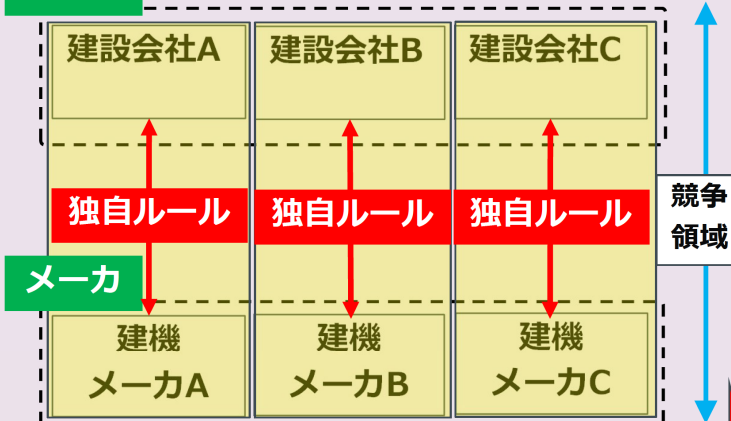 建設会社A
建設会社B
建設会社C
独自ルール
独自ルール
独自ルール
競争
領域
メーカ
建機
メーカA
建機
メーカB
建機
メーカC